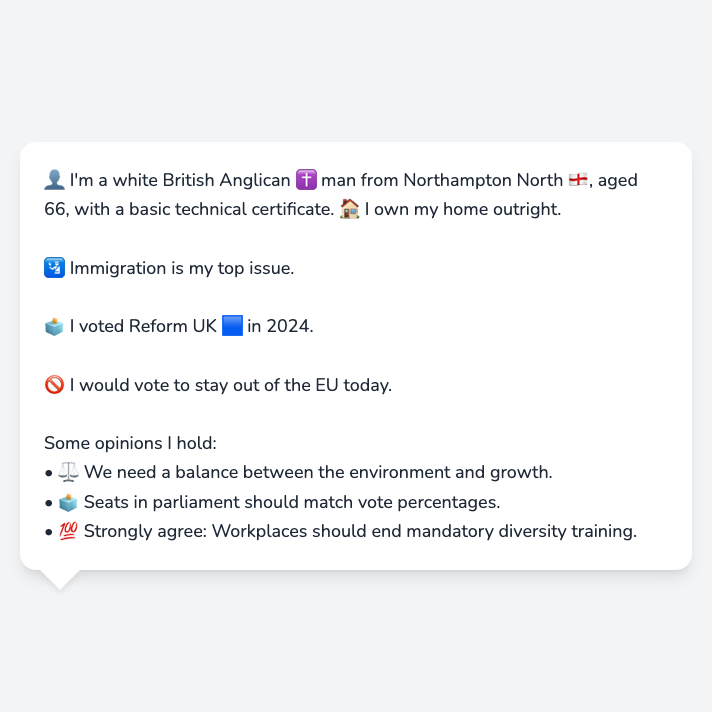 👤 I'm a white British Anglican ✝️ man from Northampton North 🏴󠁧󠁢󠁥󠁮󠁧󠁿, aged
66, with a basic technical certificate. 🏠 I own my home outright.
🛂 Immigration is my top issue.
🗳️ I voted Reform UK 🟦 in 2024.
🚫 I would vote to stay out of the EU today.
Some opinions I hold:
• ⚖️ We need a balance between the environment and growth.
• 🗳️ Seats in parliament should match vote percentages.
• 💯 Strongly agree: Workplaces should end mandatory diversity training.